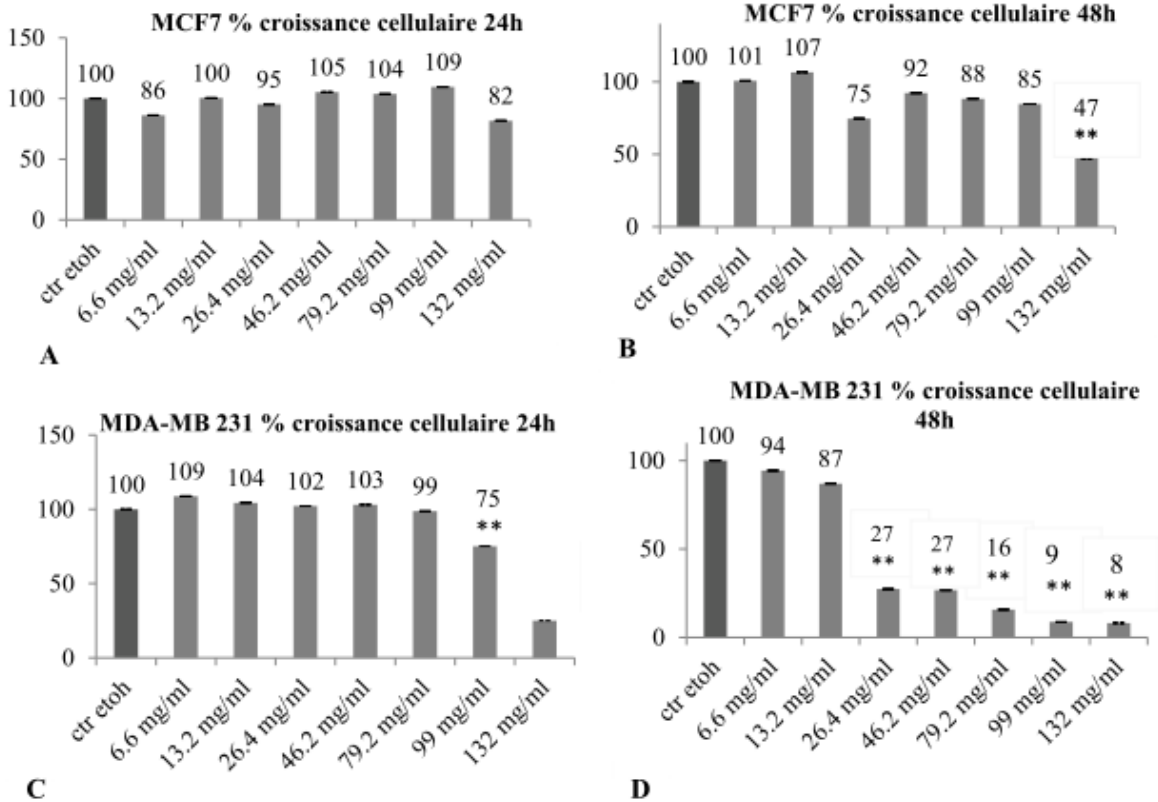 MCF7 % croissance cellulaire 24h
150
100
50
0
100
86
100
95
105
104
109
82
ctr etoh
6.6 mg/ml
13.2 mg/ml
26.4 mg/ml
46.2 mg/ml
79.2 mg/ml
99 mg/ml
132 mg/ml
A
MCF7 % croissance cellulaire 48h
100
50
0
100
101
107
75
92
88
85
47
**
ctr etoh
6.6 mg/ml
13.2 mg/ml
26.4 mg/ml
46.2 mg/ml
79.2 mg/ml
99 mg/ml
132 mg/ml
B
MDA-MB 231 % croissance cellulaire 24h
150
100
50
0
100
109
104
102
103
99
75
**
ctr etoh
6.6 mg/ml
13.2 mg/ml
26.4 mg/ml
46.2 mg/ml
79.2 mg/ml
99 mg/ml
132 mg/ml
C
MDA-MB 231 % croissance cellulaire
48h
100
50
0
100
94
87
27
**
27
**
16
**
9
**
8
**
ctr etoh
6.6 mg/ml
13.2 mg/ml
26.4 mg/ml
46.2 mg/ml
79.2 mg/ml
99 mg/ml
132 mg/ml
D